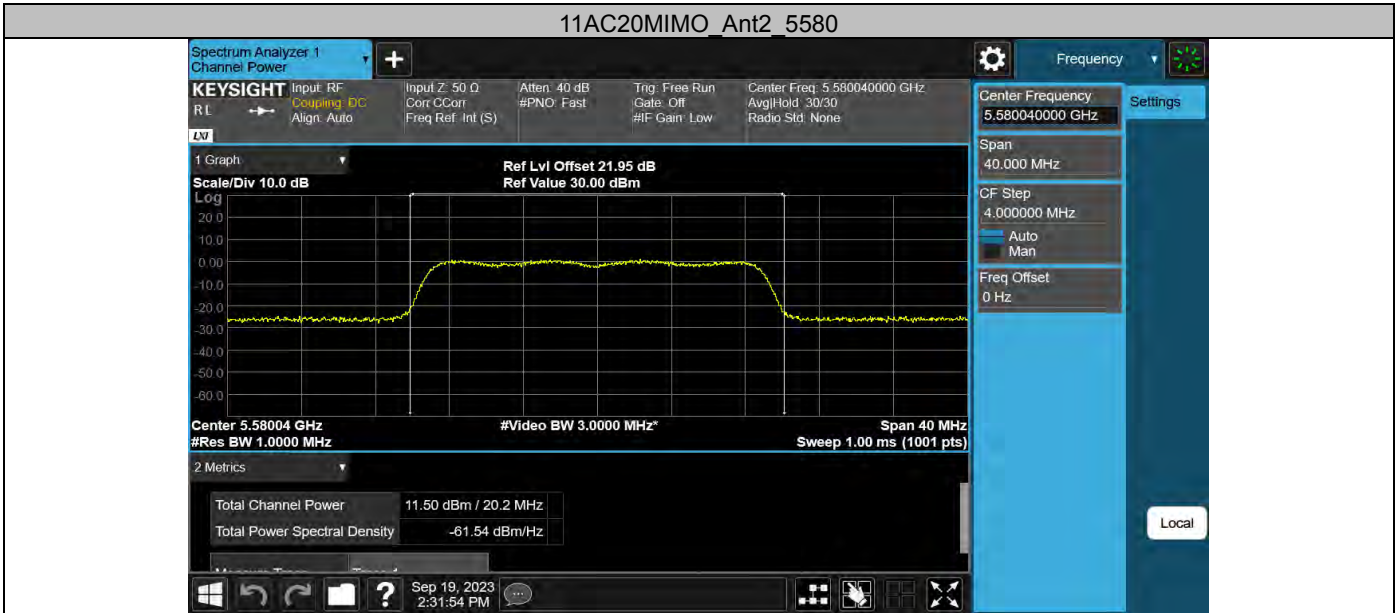 11AC20MIMO_Ant2_5580
Spectrum Analyzer 1
Channel Power
+
Frequency
KEYSIGHT
R L
LXI
Input: RF
Coupling: DC
Align: Auto
Input Z: 50 Ω
Corr CCorr
Freq Ref: Int (S)
Atten: 40 dB
#PNO: Fast
Trig: Free Run
Gate: Off
#IF Gain: Low
Center Freq: 5.580040000 GHz
Avg|Hold: 30/30
Radio Std: None
Center Frequency
5.580040000 GHz
Settings
Span
40.000 MHz
CF Step
4.000000 MHz
Auto
Man
Freq Offset
0 Hz
1 Graph
Ref Lvl Offset 21.95 dB
Scale/Div 10.0 dB
Ref Value 30.00 dBm
Log
20.0
10.0
0.00
-10.0
-20.0
-30.0
-40.0
-50.0
-60.0
Center 5.58004 GHz
#Video BW 3.0000 MHz*
Span 40 MHz
#Res BW 1.0000 MHz
Sweep 1.00 ms (1001 pts)
2 Metrics
Total Channel Power 11.50 dBm / 20.2 MHz
Total Power Spectral Density -61.54 dBm/Hz
Local
?
Sep 19, 2023
2:31:54 PM